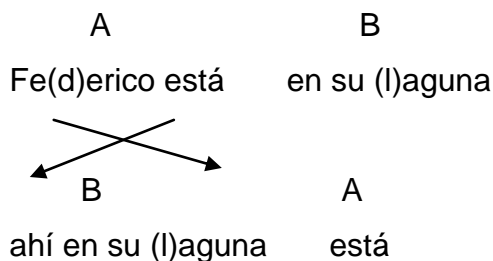 A B
Fe(d)erico está en su (l)aguna
B A
ahí en su (l)aguna está